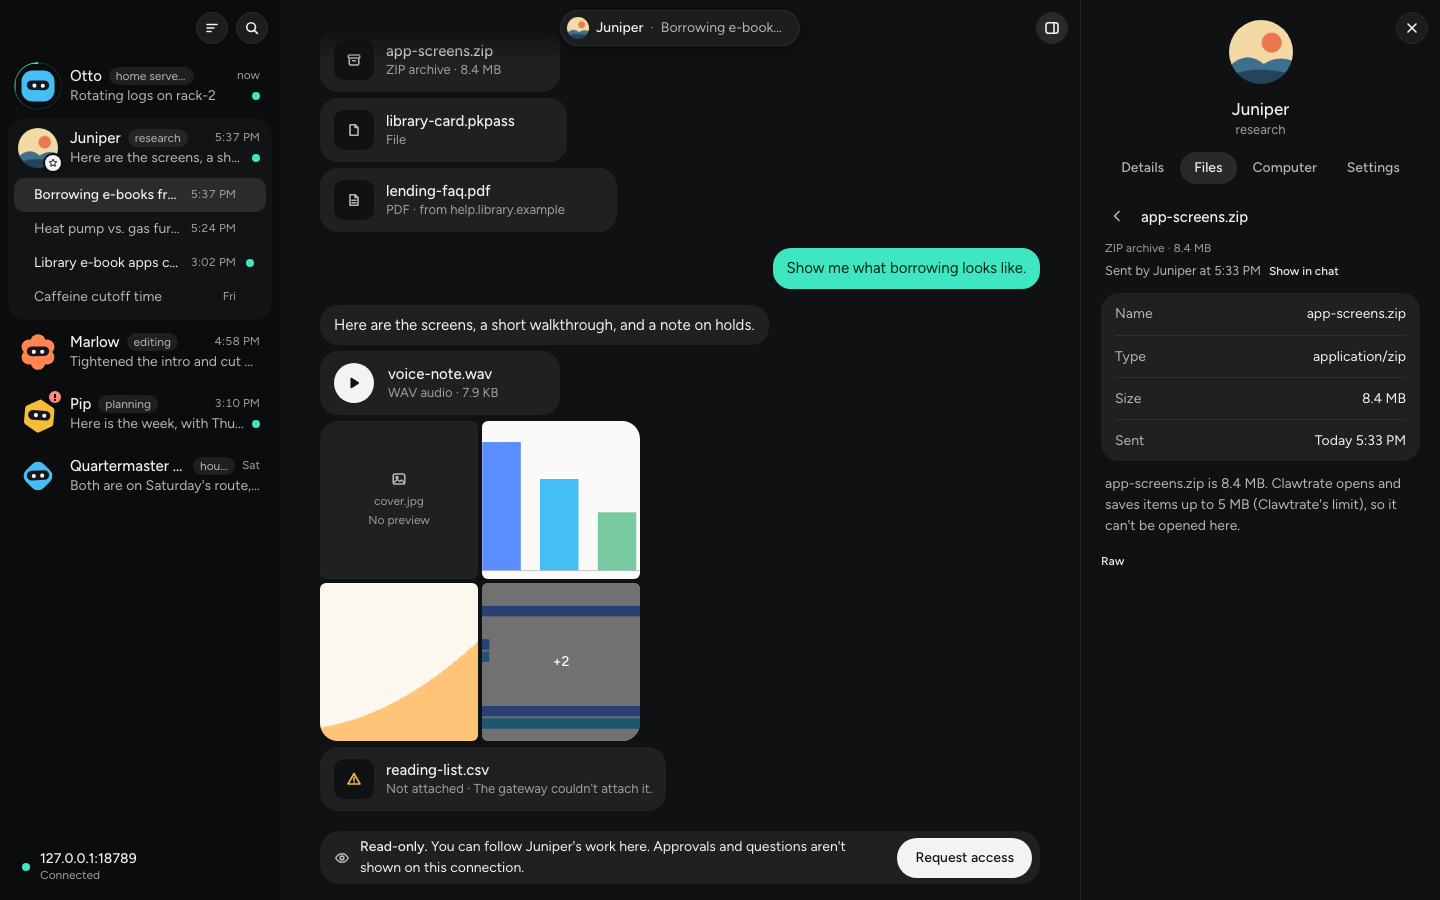 Otto home serve... now
Rotating logs on rack-2
Juniper research 5:37 PM
Here are the screens, a sh...
Borrowing e-books fr... 5:37 PM
Heat pump vs. gas fur... 5:24 PM
Library e-book apps c... 3:02 PM
Caffeine cutoff time Fri
Marlow editing 4:58 PM
Tightened the intro and cut ...
Pip planning 3:10 PM
Here is the week, with Thu...
Quartermaster ... hou... Sat
Both are on Saturday's route,...
127.0.0.1:18789
Connected
Juniper · Borrowing e-book...
app-screens.zip
ZIP archive · 8.4 MB
library-card.pkpass
File
lending-faq.pdf
PDF · from help.library.example
Show me what borrowing looks like.
Here are the screens, a short walkthrough, and a note on holds.
voice-note.wav
WAV audio · 7.9 KB
cover.jpg
No preview
+2
reading-list.csv
Not attached · The gateway couldn't attach it.
Read-only. You can follow Juniper's work here. Approvals and questions aren't
shown on this connection.
Request access
Juniper
research
Details Files Computer Settings
app-screens.zip
ZIP archive · 8.4 MB
Sent by Juniper at 5:33 PM Show in chat
Name app-screens.zip
Type application/zip
Size 8.4 MB
Sent Today 5:33 PM
app-screens.zip is 8.4 MB. Clawtrate opens and
saves items up to 5 MB (Clawtrate's limit), so it
can't be opened here.
Raw